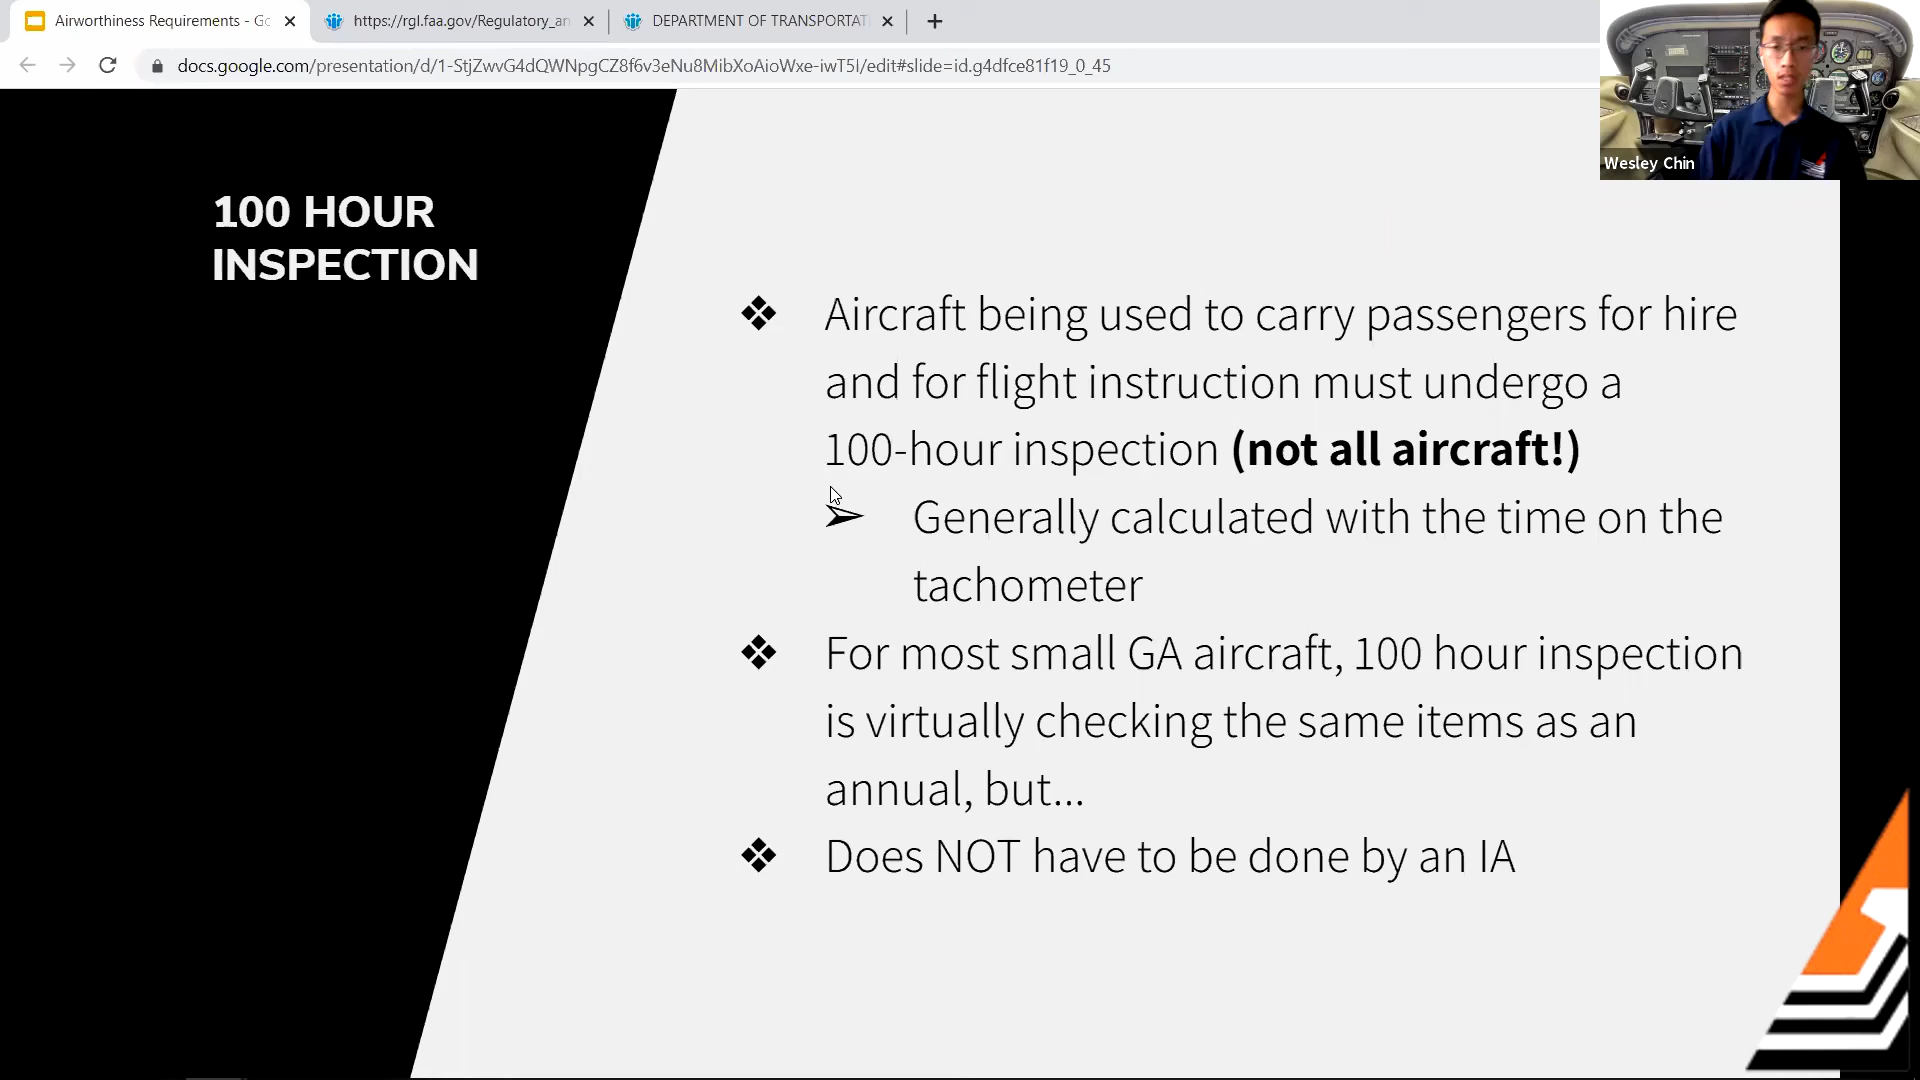 Airworthiness Requirements - Go
https://rgl.faa.gov/Regulatory_an
DEPARTMENT OF TRANSPORTAT
docs.google.com/presentation/d/1-StjZwvG4dQWNpgCZ8f6v3eNu8MibXoAioWxe-iwT5I/edit#slide=id.g4dfce81f19_0_45
Wesley Chin
100 HOUR
INSPECTION
❖ Aircraft being used to carry passengers for hire
and for flight instruction must undergo a
100-hour inspection (not all aircraft!)
➢ Generally calculated with the time on the
tachometer
❖ For most small GA aircraft, 100 hour inspection
is virtually checking the same items as an
annual, but...
❖ Does NOT have to be done by an IA